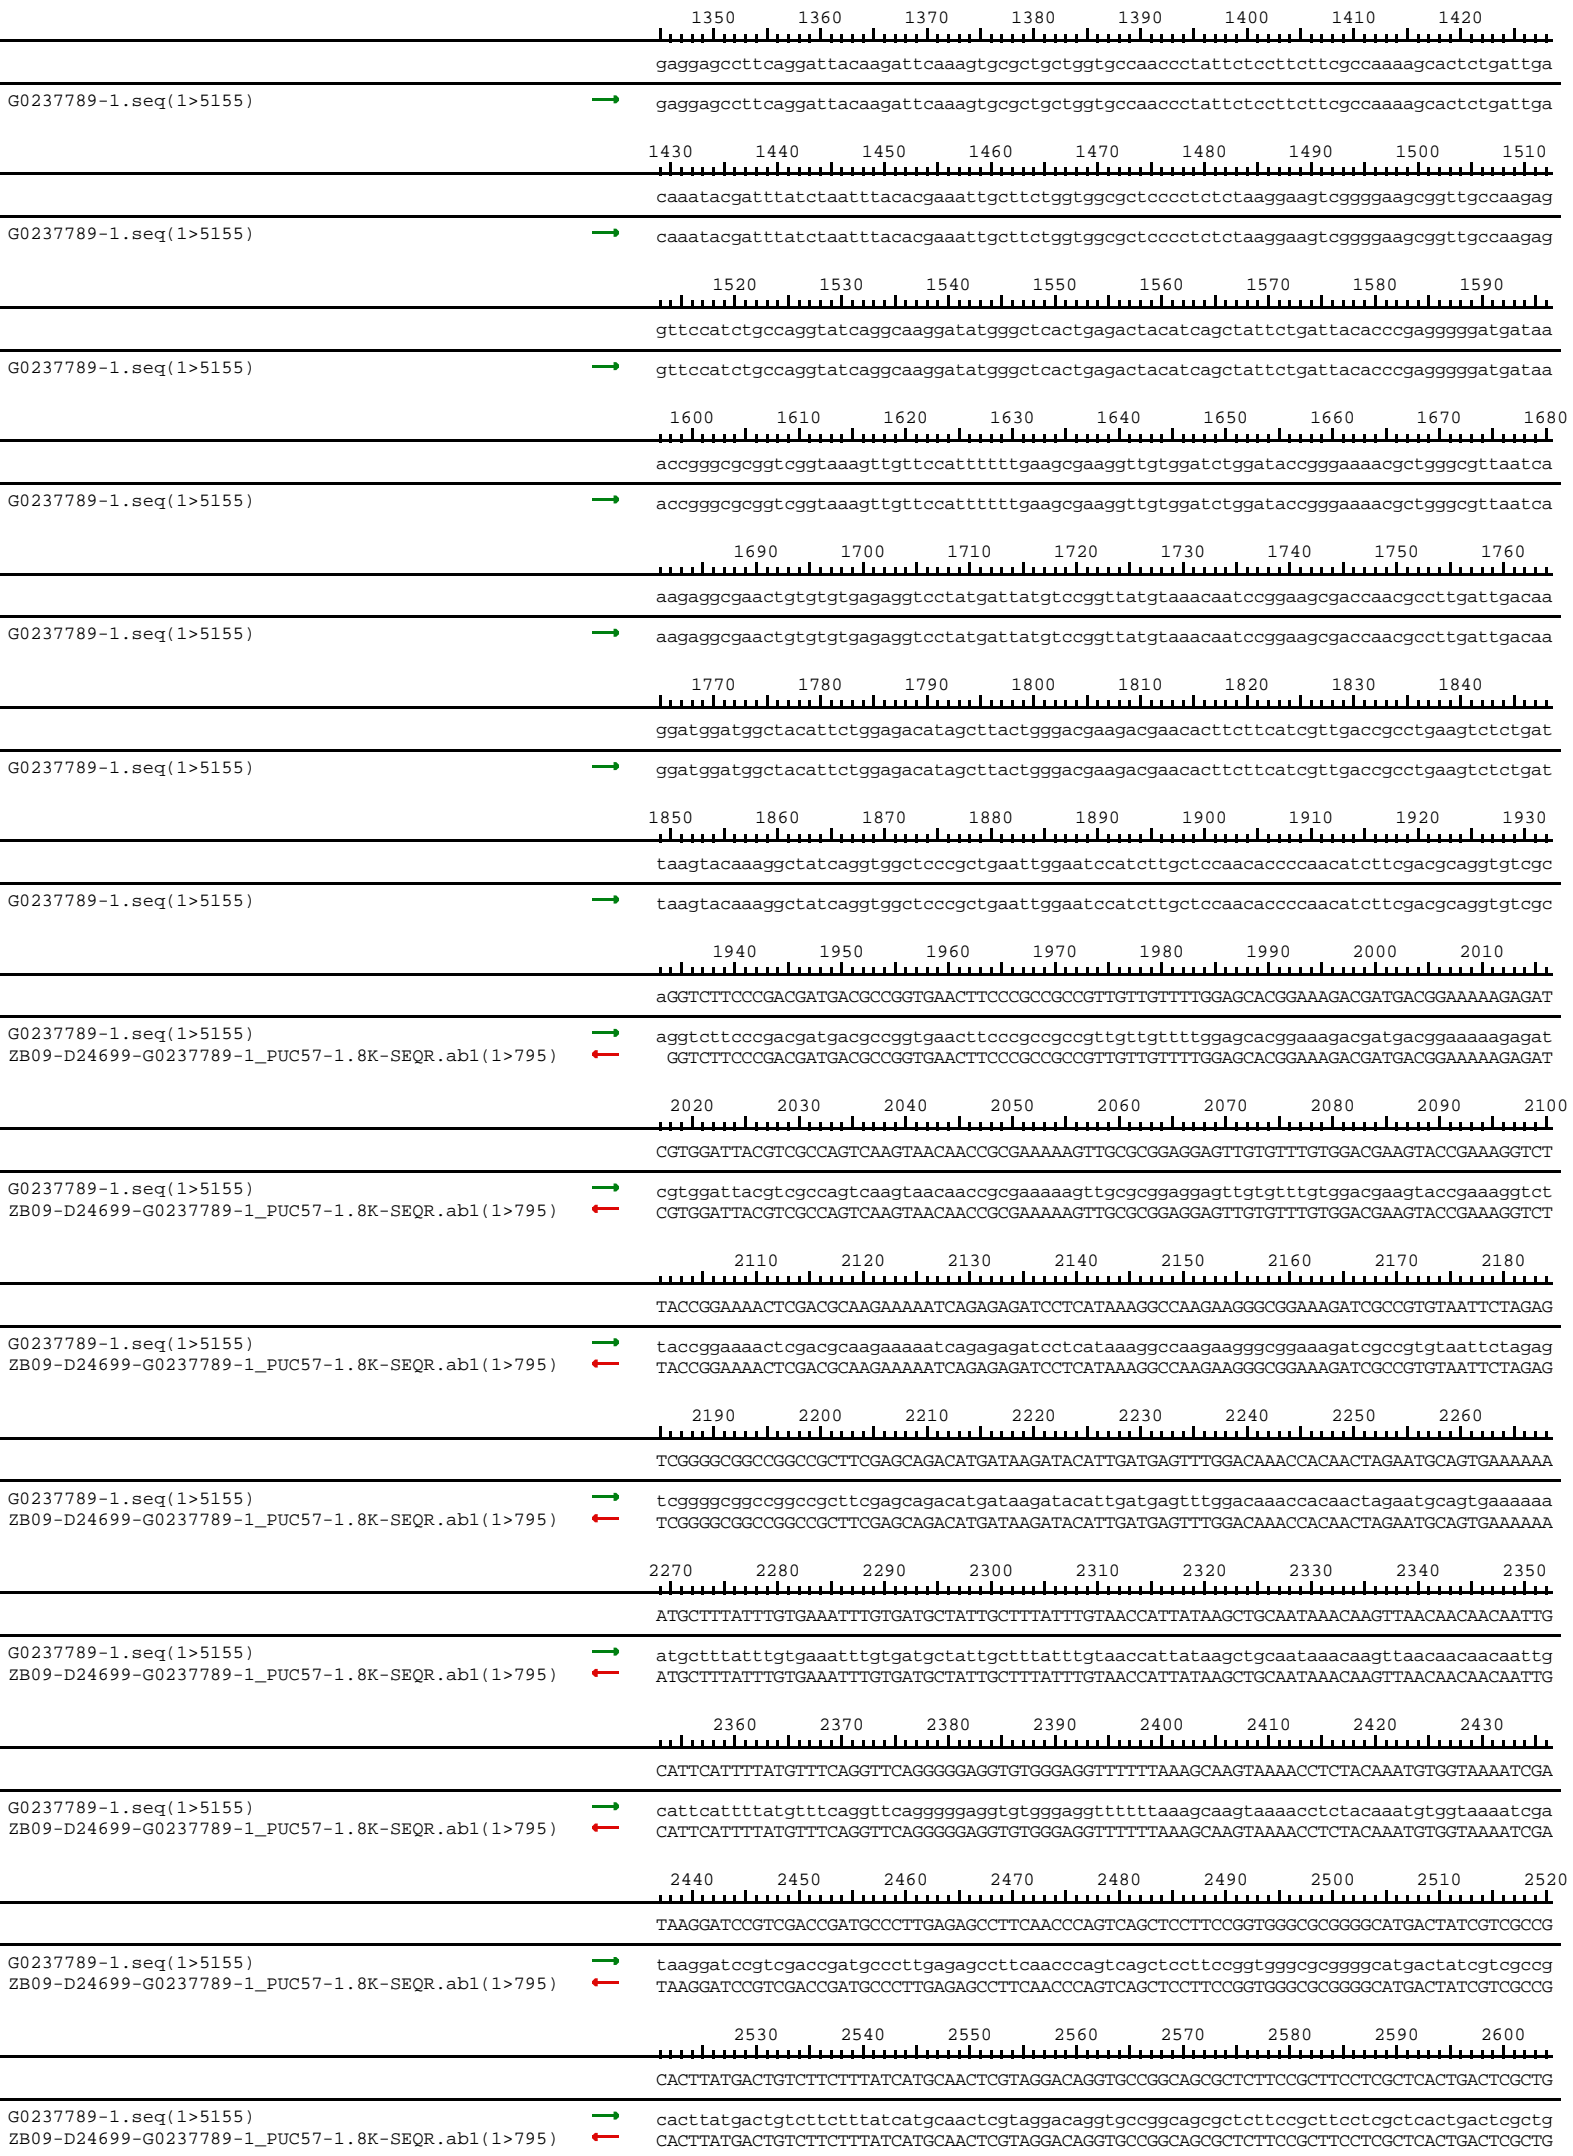 1350 1360 1370 1380 1390 1400 1410 1420
gaggagccttcaggattacaagattcaaagtgcgctgctggtgccaaccctattctccttcttcgccaaaagcactctgattga
G0237789-1.seq(1>5155) gaggagccttcaggattacaagattcaaagtgcgctgctggtgccaaccctattctccttcttcgccaaaagcactctgattga
1430 1440 1450 1460 1470 1480 1490 1500 1510
caaatacgatttatctaatttacacgaaattgcttctggtggcgctcccctctctaaggaagtcggggaagcggttgccaagag
G0237789-1.seq(1>5155) caaatacgatttatctaatttacacgaaattgcttctggtggcgctcccctctctaaggaagtcggggaagcggttgccaagag
1520 1530 1540 1550 1560 1570 1580 1590
gttccatctgccaggtatcaggcaaggatatgggctcactgagactacatcagctattctgattacacccgagggggatgataa
G0237789-1.seq(1>5155) gttccatctgccaggtatcaggcaaggatatgggctcactgagactacatcagctattctgattacacccgagggggatgataa
1600 1610 1620 1630 1640 1650 1660 1670 1680
accgggcgcggtcggtaaagttgttccattttttgaagcgaaggttgtggatctggataccgggaaaacgctgggcgttaatca
G0237789-1.seq(1>5155) accgggcgcggtcggtaaagttgttccattttttgaagcgaaggttgtggatctggataccgggaaaacgctgggcgttaatca
1690 1700 1710 1720 1730 1740 1750 1760
aagaggcgaactgtgtgtgagaggtcctatgattatgtccggttatgtaaacaatccggaagcgaccaacgccttgattgacaa
G0237789-1.seq(1>5155) aagaggcgaactgtgtgtgagaggtcctatgattatgtccggttatgtaaacaatccggaagcgaccaacgccttgattgacaa
1770 1780 1790 1800 1810 1820 1830 1840
ggatggatggctacattctggagacatagcttactgggacgaagacgaacacttcttcatcgttgaccgcctgaagtctctgat
G0237789-1.seq(1>5155) ggatggatggctacattctggagacatagcttactgggacgaagacgaacacttcttcatcgttgaccgcctgaagtctctgat
1850 1860 1870 1880 1890 1900 1910 1920 1930
taagtacaaaggctatcaggtggctcccgctgaattggaatccatcttgctccaacaccccaacatcttcgacgcaggtgtcgc
G0237789-1.seq(1>5155) taagtacaaaggctatcaggtggctcccgctgaattggaatccatcttgctccaacaccccaacatcttcgacgcaggtgtcgc
1940 1950 1960 1970 1980 1990 2000 2010
aGGTCTTCCCGACGATGACGCCGGTGAACTTCCCGCCGCCGTTGTTGTTTTGGAGCACGGAAAGACGATGACGGAAAAAGAGAT
G0237789-1.seq(1>5155) aggtcttcccgacgatgacgccggtgaacttcccgccgccgttgttgttttggagcacggaaagacgatgacggaaaaagagat
ZB09-D24699-G0237789-1_PUC57-1.8K-SEQR.ab1(1>795) GGTCTTCCCGACGATGACGCCGGTGAACTTCCCGCCGCCGTTGTTGTTTTGGAGCACGGAAAGACGATGACGGAAAAAGAGAT
2020 2030 2040 2050 2060 2070 2080 2090 2100
CGTGGATTACGTCGCCAGTCAAGTAACAACCGCGAAAAAGTTGCGCGGAGGAGTTGTGTTTGTGGACGAAGTACCGAAAGGTCT
G0237789-1.seq(1>5155) cgtggattacgtcgccagtcaagtaacaaccgcgaaaaagttgcgcggaggagttgtgtttgtggacgaagtaccgaaaggtct
ZB09-D24699-G0237789-1_PUC57-1.8K-SEQR.ab1(1>795) CGTGGATTACGTCGCCAGTCAAGTAACAACCGCGAAAAAGTTGCGCGGAGGAGTTGTGTTTGTGGACGAAGTACCGAAAGGTCT
2110 2120 2130 2140 2150 2160 2170 2180
TACCGGAAAACTCGACGCAAGAAAAATCAGAGAGATCCTCATAAAGGCCAAGAAGGGCGGAAAGATCGCCGTGTAATTCTAGAG
G0237789-1.seq(1>5155) taccggaaaactcgacgcaagaaaaatcagagagatcctcataaaggccaagaagggcggaaagatcgccgtgtaattctagag
ZB09-D24699-G0237789-1_PUC57-1.8K-SEQR.ab1(1>795) TACCGGAAAACTCGACGCAAGAAAAATCAGAGAGATCCTCATAAAGGCCAAGAAGGGCGGAAAGATCGCCGTGTAATTCTAGAG
2190 2200 2210 2220 2230 2240 2250 2260
TCGGGGCGGCCGGCCGCTTCGAGCAGACATGATAAGATACATTGATGAGTTTGGACAAACCACAACTAGAATGCAGTGAAAAAA
G0237789-1.seq(1>5155) tcggggcggccggccgcttcgagcagacatgataagatacattgatgagtttggacaaaccacaactagaatgcagtgaaaaaa
ZB09-D24699-G0237789-1_PUC57-1.8K-SEQR.ab1(1>795) TCGGGGCGGCCGGCCGCTTCGAGCAGACATGATAAGATACATTGATGAGTTTGGACAAACCACAACTAGAATGCAGTGAAAAAA
2270 2280 2290 2300 2310 2320 2330 2340 2350
ATGCTTTATTTGTGAAATTTGTGATGCTATTGCTTTATTTGTAACCATTATAAGCTGCAATAAACAAGTTAACAACAACAATTG
G0237789-1.seq(1>5155) atgctttatttgtgaaatttgtgatgctattgctttatttgtaaccattataagctgcaataaacaagttaacaacaacaattg
ZB09-D24699-G0237789-1_PUC57-1.8K-SEQR.ab1(1>795) ATGCTTTATTTGTGAAATTTGTGATGCTATTGCTTTATTTGTAACCATTATAAGCTGCAATAAACAAGTTAACAACAACAATTG
2360 2370 2380 2390 2400 2410 2420 2430
CATTCATTTTATGTTTCAGGTTCAGGGGGAGGTGTGGGAGGTTTTTTAAAGCAAGTAAAACCTCTACAAATGTGGTAAAATCGA
G0237789-1.seq(1>5155) cattcattttatgtttcaggttcagggggaggtgtgggaggttttttaaagcaagtaaaacctctacaaatgtggtaaaatcga
ZB09-D24699-G0237789-1_PUC57-1.8K-SEQR.ab1(1>795) CATTCATTTTATGTTTCAGGTTCAGGGGGAGGTGTGGGAGGTTTTTTAAAGCAAGTAAAACCTCTACAAATGTGGTAAAATCGA
2440 2450 2460 2470 2480 2490 2500 2510 2520
TAAGGATCCGTCGACCGATGCCCTTGAGAGCCTTCAACCCAGTCAGCTCCTTCCGGTGGGCGCGGGGCATGACTATCGTCGCCG
G0237789-1.seq(1>5155) taaggatccgtcgaccgatgcccttgagagccttcaacccagtcagctccttccggtgggcgcggggcatgactatcgtcgccg
ZB09-D24699-G0237789-1_PUC57-1.8K-SEQR.ab1(1>795) TAAGGATCCGTCGACCGATGCCCTTGAGAGCCTTCAACCCAGTCAGCTCCTTCCGGTGGGCGCGGGGCATGACTATCGTCGCCG
2530 2540 2550 2560 2570 2580 2590 2600
CACTTATGACTGTCTTCTTTATCATGCAACTCGTAGGACAGGTGCCGGCAGCGCTCTTCCGCTTCCTCGCTCACTGACTCGCTG
G0237789-1.seq(1>5155) cacttatgactgtcttctttatcatgcaactcgtaggacaggtgccggcagcgctcttccgcttcctcgctcactgactcgctg
ZB09-D24699-G0237789-1_PUC57-1.8K-SEQR.ab1(1>795) CACTTATGACTGTCTTCTTTATCATGCAACTCGTAGGACAGGTGCCGGCAGCGCTCTTCCGCTTCCTCGCTCACTGACTCGCTG